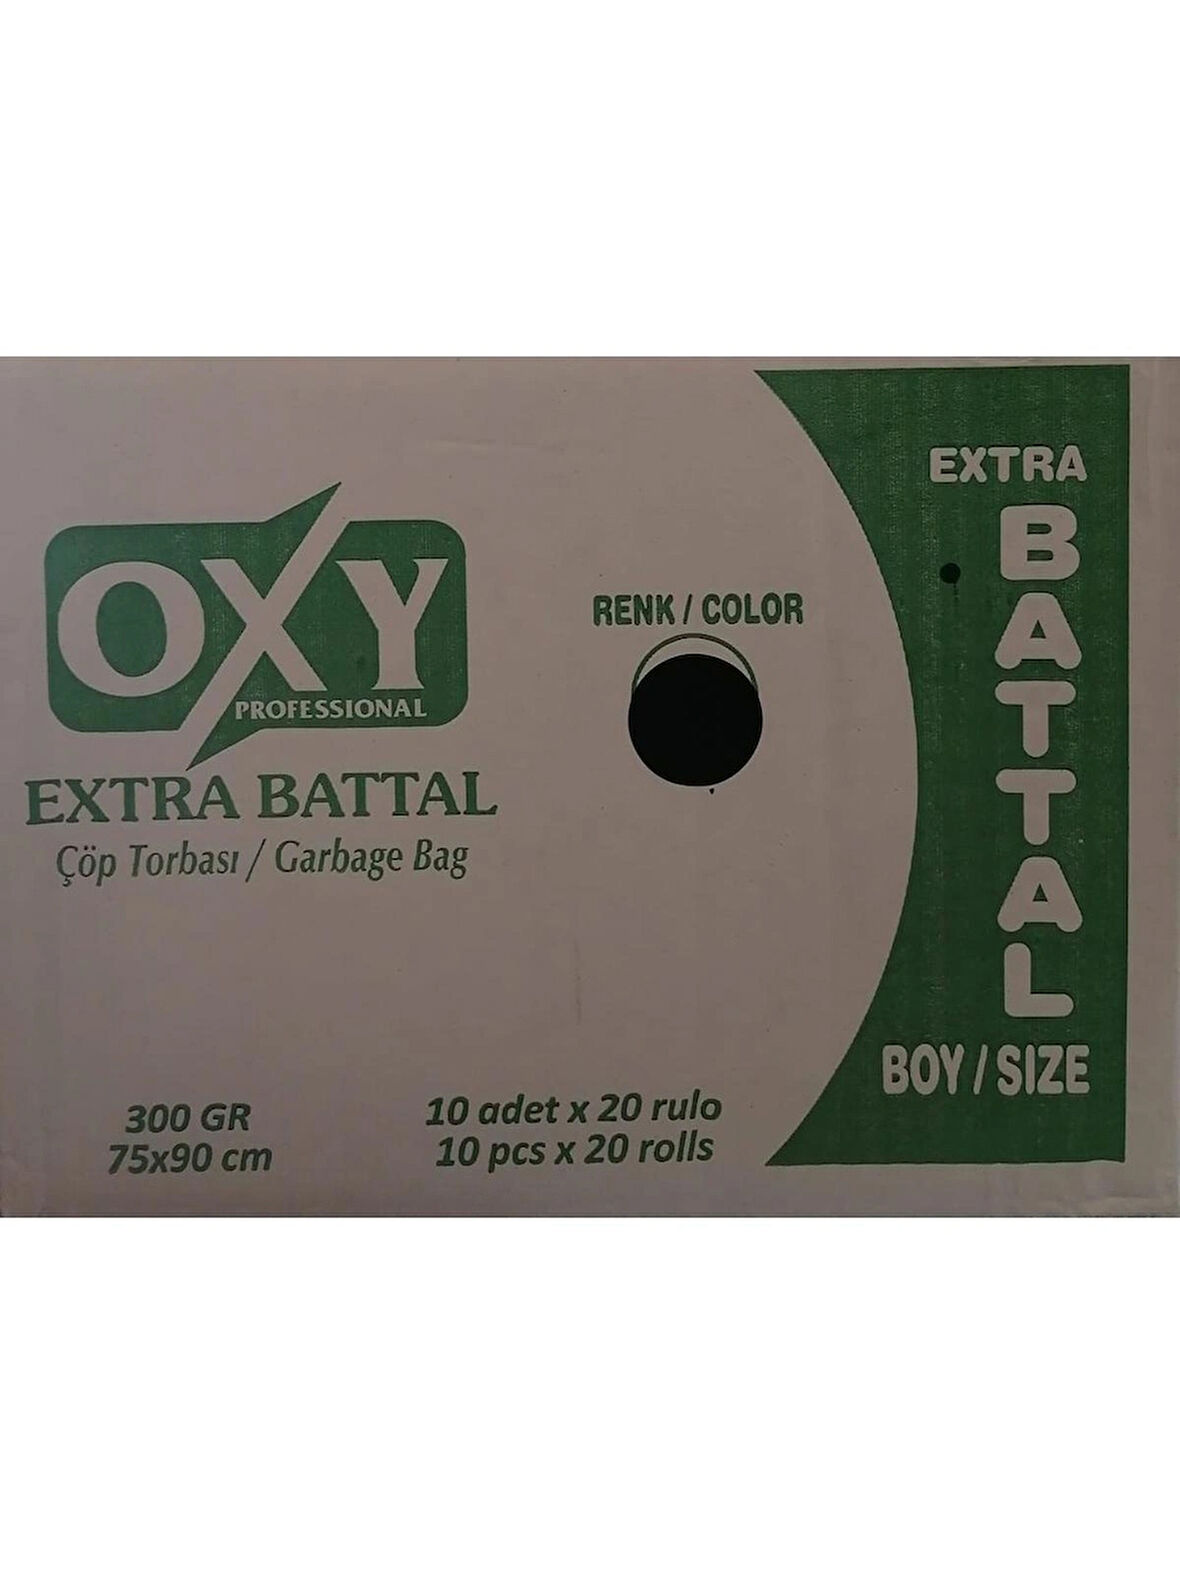 OXY
PROFESSIONAL
EXTRA BATTAL
Çöp Torbası / Garbage Bag
300 GR
75x90 cm
10 adet x 20 rulo
10 pcs x 20 rolls
RENK / COLOR
EXTRA
BATTAL
BOY / SIZE